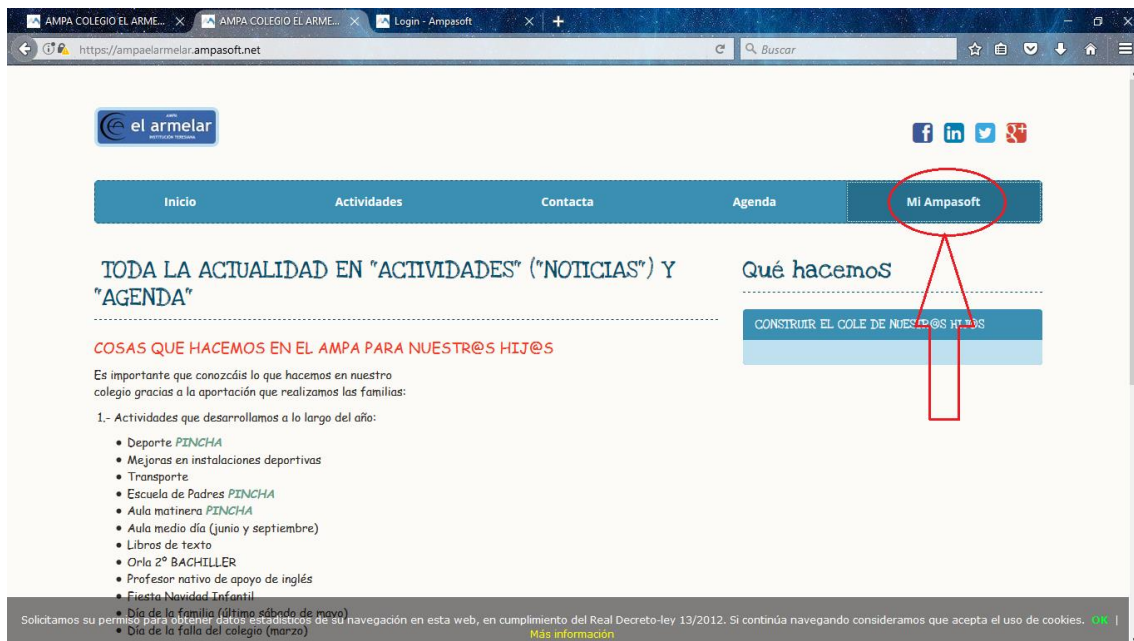 AMPA COLEGIO EL ARME...
AMPA COLEGIO EL ARME...
Login - Ampasoft
https://ampaelarmelar.ampasoft.net
Buscar
AMPA
el armelar
INSTITUCIÓN TERESIANA
Inicio
Actividades
Contacta
Agenda
Mi Ampasoft
TODA LA ACTUALIDAD EN "ACTIVIDADES" ("NOTICIAS") Y
"AGENDA"
Qué hacemos
CONSTRUIR EL COLE DE NUESTR@S HIJ@S
COSAS QUE HACEMOS EN EL AMPA PARA NUESTR@S HIJ@S
Es importante que conozcáis lo que hacemos en nuestro
colegio gracias a la aportación que realizamos las familias:
1.- Actividades que desarrollamos a lo largo del año:
• Deporte PINCHA
• Mejoras en instalaciones deportivas
• Transporte
• Escuela de Padres PINCHA
• Aula matinera PINCHA
• Aula medio día (junio y septiembre)
• Libros de texto
• Orla 2º BACHILLER
• Profesor nativo de apoyo de inglés
• Fiesta Navidad Infantil
• Día de la familia (último sábado de mayo)
• Día de la falla del colegio (marzo)
Solicitamos su permiso para obtener datos estadísticos de su navegación en esta web, en cumplimiento del Real Decreto-ley 13/2012. Si continúa navegando consideramos que acepta el uso de cookies. OK |
Más información